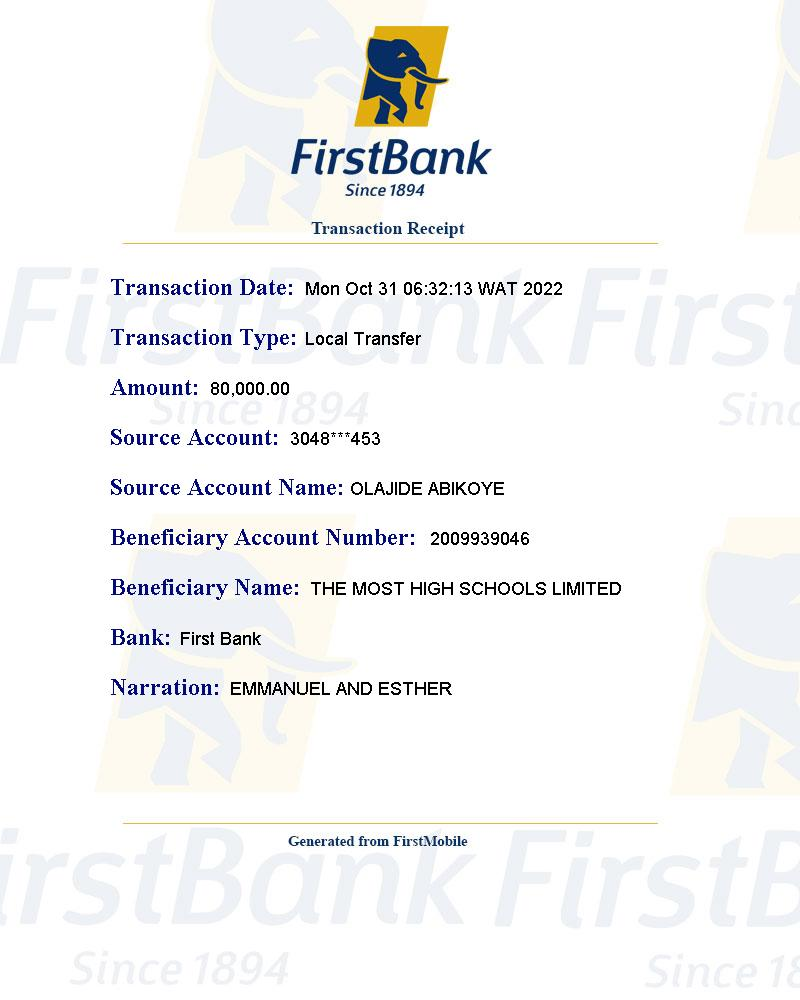 FirstBank
Since 1894
Transaction Receipt
Transaction Date: Mon Oct 31 06:32:13 WAT 2022
Transaction Type: Local Transfer
Amount: 80,000.00
Source Account: 3048***453
Source Account Name: OLAJIDE ABIKOYE
Beneficiary Account Number: 2009939046
Beneficiary Name: THE MOST HIGH SCHOOLS LIMITED
Bank: First Bank
Narration: EMMANUEL AND ESTHER
Generated from FirstMobile